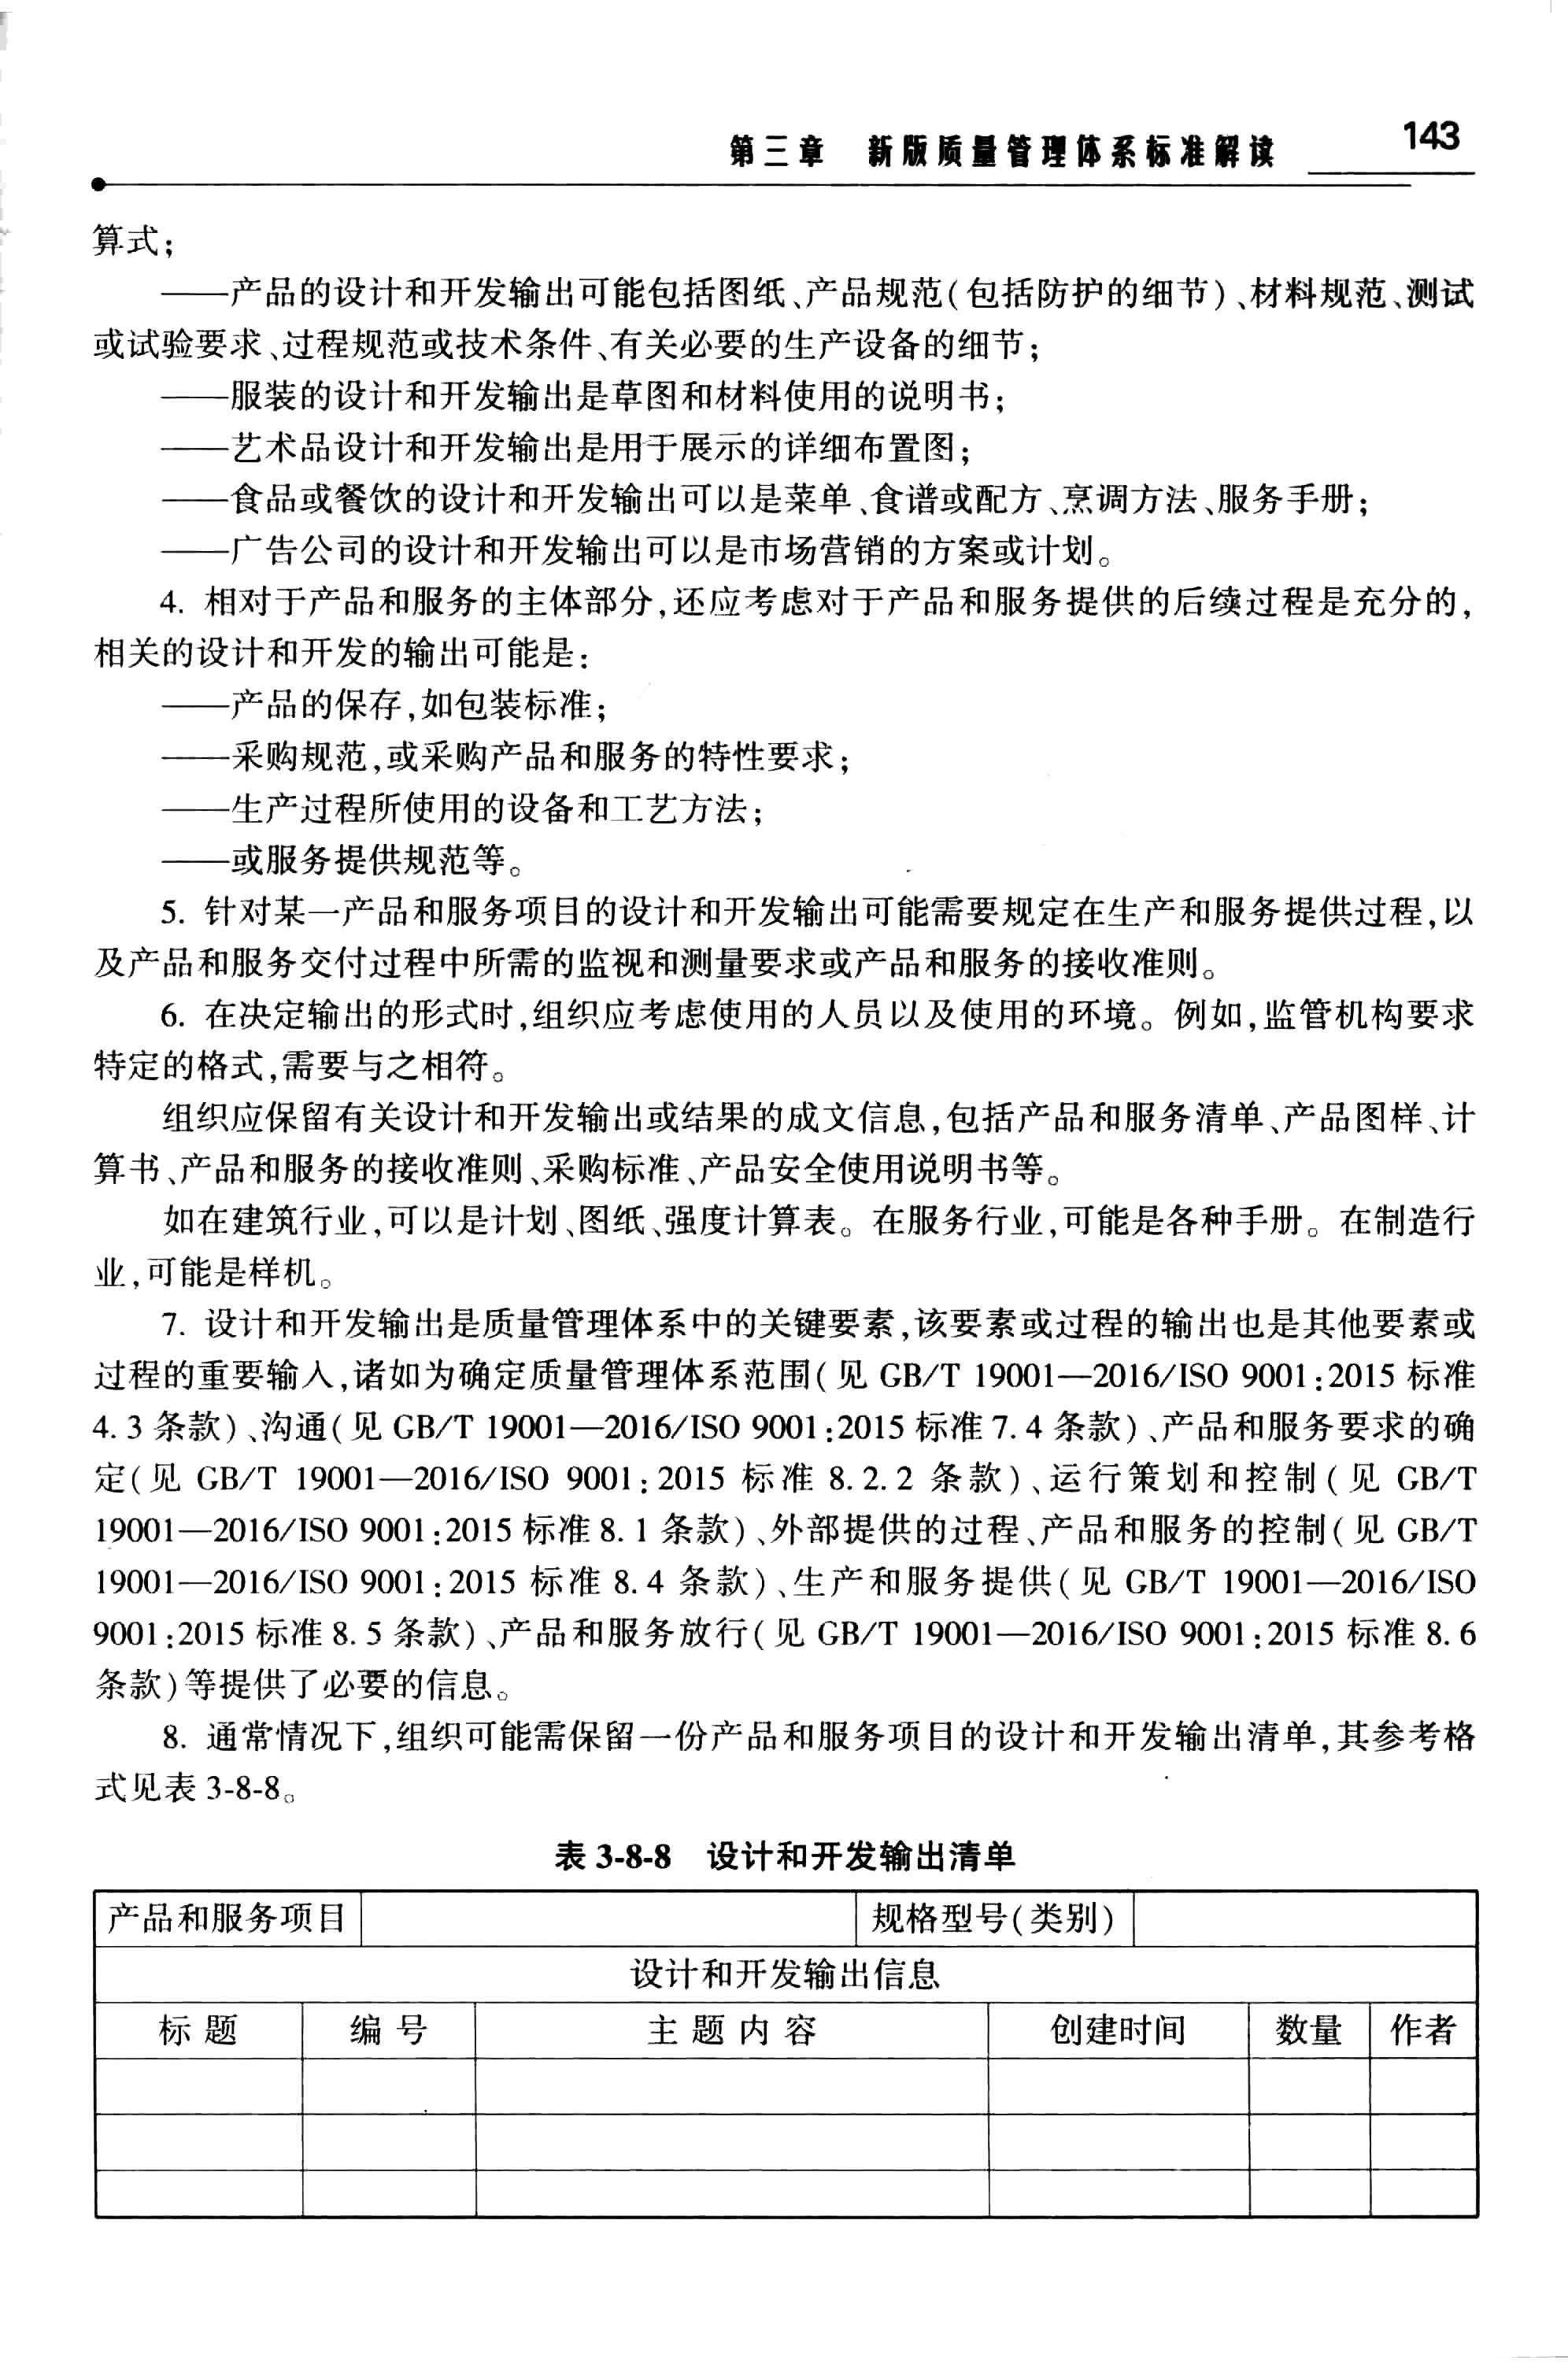 第三章 新版质量管理体系标准解读 143
算式;
——产品的设计和开发输出可能包括图纸、产品规范(包括防护的细节)、材料规范、测试
或试验要求、过程规范或技术条件、有关必要的生产设备的细节;
——服装的设计和开发输出是草图和材料使用的说明书;
——艺术品设计和开发输出是用于展示的详细布置图;
——食品或餐饮的设计和开发输出可以是菜单、食谱或配方、烹调方法、服务手册;
——广告公司的设计和开发输出可以是市场营销的方案或计划。
4. 相对于产品和服务的主体部分,还应考虑对于产品和服务提供的后续过程是充分的,
相关的设计和开发的输出可能是:
——产品的保存,如包装标准;
——采购规范,或采购产品和服务的特性要求;
——生产过程所使用的设备和工艺方法;
——或服务提供规范等。
5. 针对某一产品和服务项目的设计和开发输出可能需要规定在生产和服务提供过程,以
及产品和服务交付过程中所需的监视和测量要求或产品和服务的接收准则。
6. 在决定输出的形式时,组织应考虑使用的人员以及使用的环境。例如,监管机构要求
特定的格式,需要与之相符。
组织应保留有关设计和开发输出或结果的成文信息,包括产品和服务清单、产品图样、计
算书、产品和服务的接收准则、采购标准、产品安全使用说明书等。
如在建筑行业,可以是计划、图纸、强度计算表。在服务行业,可能是各种手册。在制造行
业,可能是样机。
7. 设计和开发输出是质量管理体系中的关键要素,该要素或过程的输出也是其他要素或
过程的重要输入,诸如为确定质量管理体系范围(见 GB/T 19001—2016/ISO 9001:2015 标准
4.3 条款)、沟通(见 GB/T 19001—2016/ISO 9001:2015 标准 7.4 条款)、产品和服务要求的确
定(见 GB/T 19001—2016/ISO 9001:2015 标准 8.2.2 条款)、运行策划和控制(见 GB/T
19001—2016/ISO 9001:2015 标准 8.1 条款)、外部提供的过程、产品和服务的控制(见 GB/T
19001—2016/ISO 9001:2015 标准 8.4 条款)、生产和服务提供(见 GB/T 19001—2016/ISO
9001:2015 标准 8.5 条款)、产品和服务放行(见 GB/T 19001—2016/ISO 9001:2015 标准 8.6
条款)等提供了必要的信息。
8. 通常情况下,组织可能需保留一份产品和服务项目的设计和开发输出清单,其参考格
式见表 3-8-8。
表 3-8-8 设计和开发输出清单
产品和服务项目 规格型号(类别)
设计和开发输出信息
标题 编号 主题内容 创建时间 数量 作者